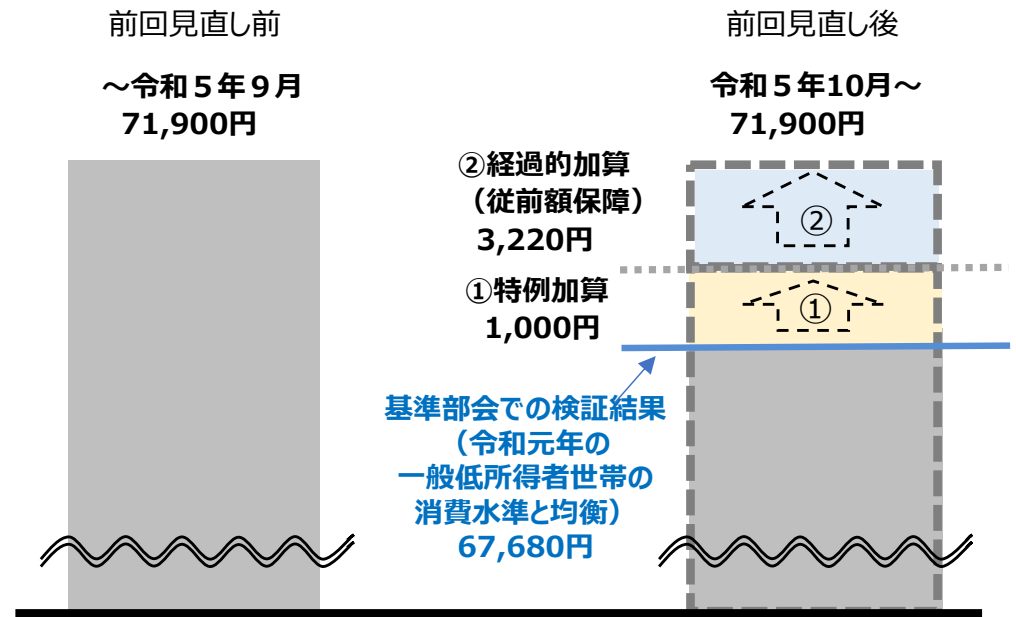 前回見直し前
～令和５年９月
71,900円
前回見直し後
令和５年10月～
71,900円
②経過的加算
（従前額保障）
3,220円
②
①特例加算
1,000円
①
基準部会での検証結果
（令和元年の
一般低所得者世帯の
消費水準と均衡）
67,680円